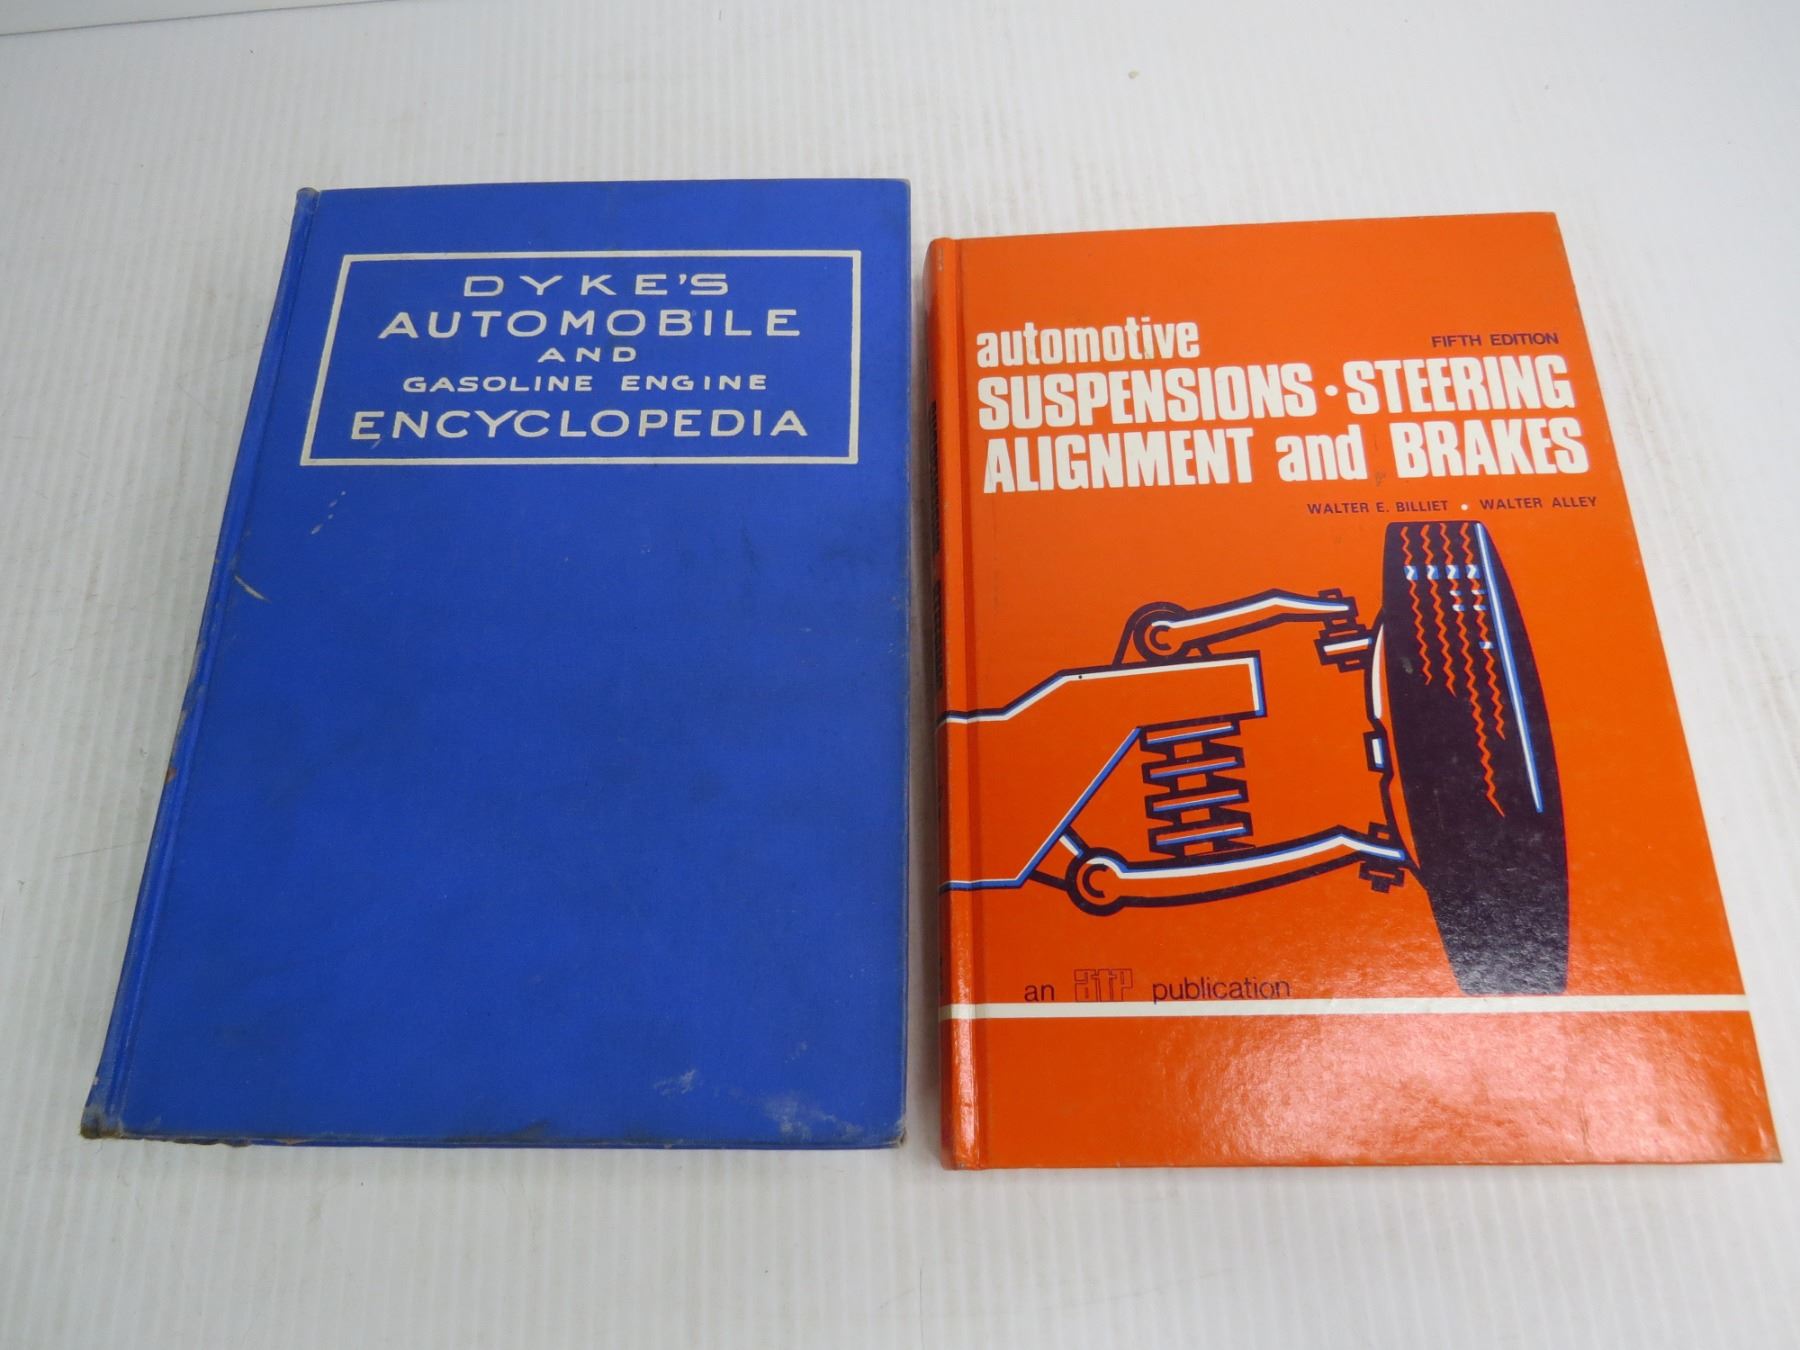 DYKE'S
AUTOMOBILE
AND
GASOLINE ENGINE
ENCYCLOPEDIA
automotive
FIFTH EDITION
SUSPENSIONS • STEERING
ALIGNMENT and BRAKES
WALTER E. BILLIET • WALTER ALLEY
an atp publication